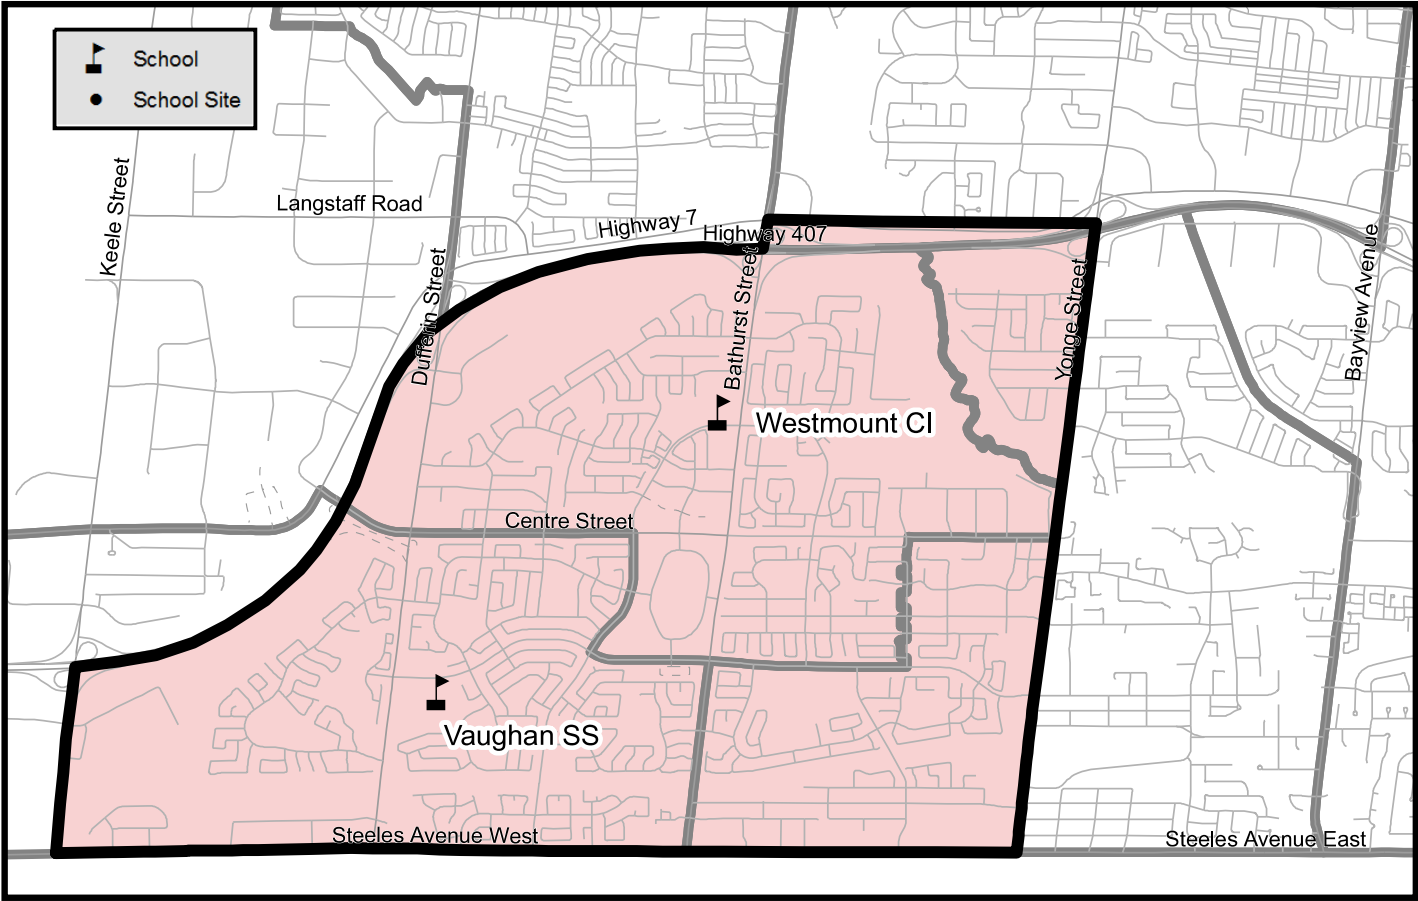 School
School Site
Keele Street
Langstaff Road
Highway 7
Highway 407
Dufferin Street
Bathurst Street
Yonge Street
Bayview Avenue
Westmount CI
Centre Street
Vaughan SS
Steeles Avenue West
Steeles Avenue East